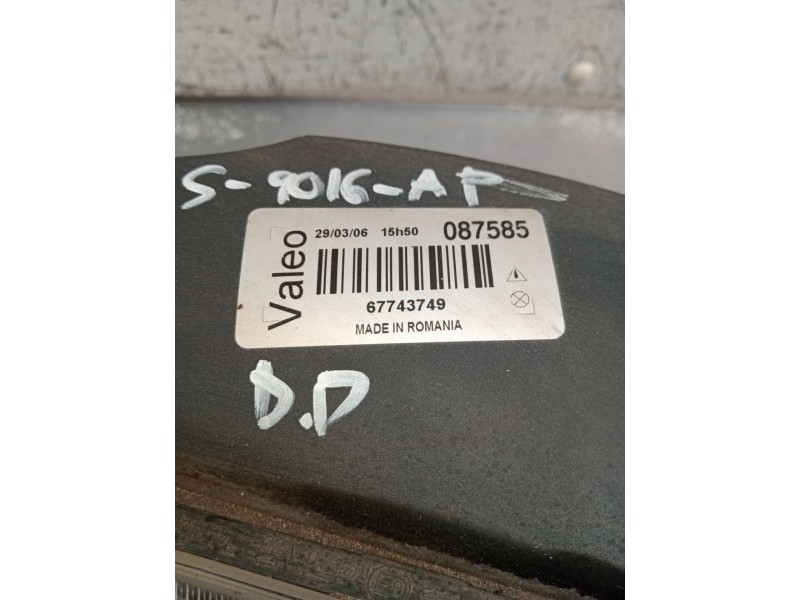 S-9016-AP
Valeo
29/03/06 15h50 087585
67743749
MADE IN ROMANIA
D.D